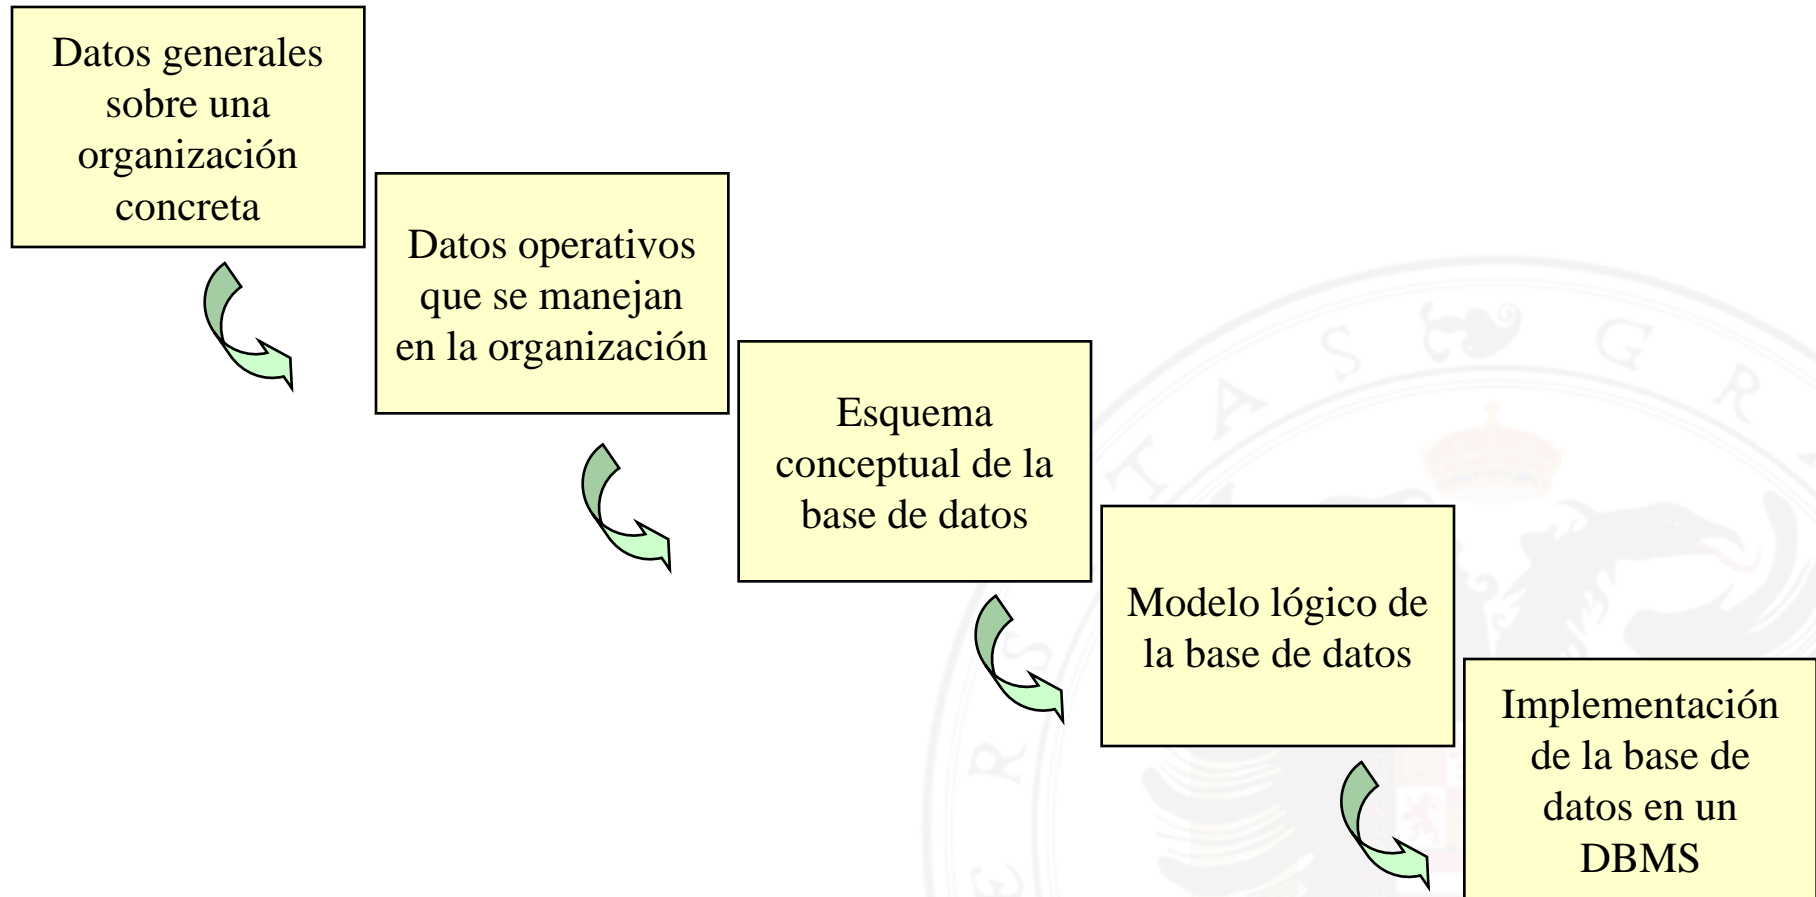 Datos generales
sobre una
organización
concreta
Datos operativos
que se manejan
en la organización
Esquema
conceptual de la
base de datos
Modelo lógico de
la base de datos
Implementación
de la base de
datos en un
DBMS
E R S I T A S G R A